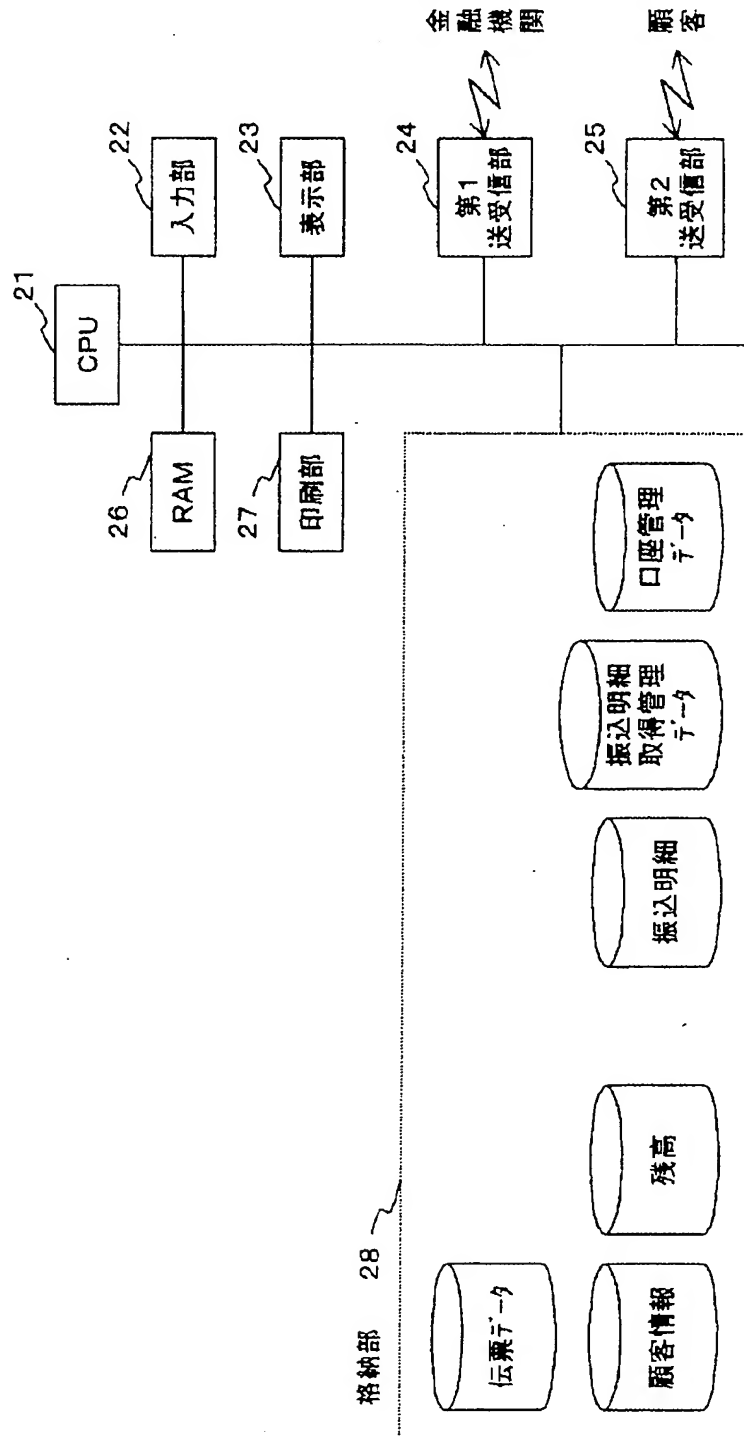 21
CPU
26
RAM
22
入力部
27
印刷部
23
表示部
24
第1
送受信部
金融機関
25
第2
送受信部
顧客
格納部 28
伝票データ
顧客情報
残高
振込明細
振込明細
取得管理
データ
口座管理
データ